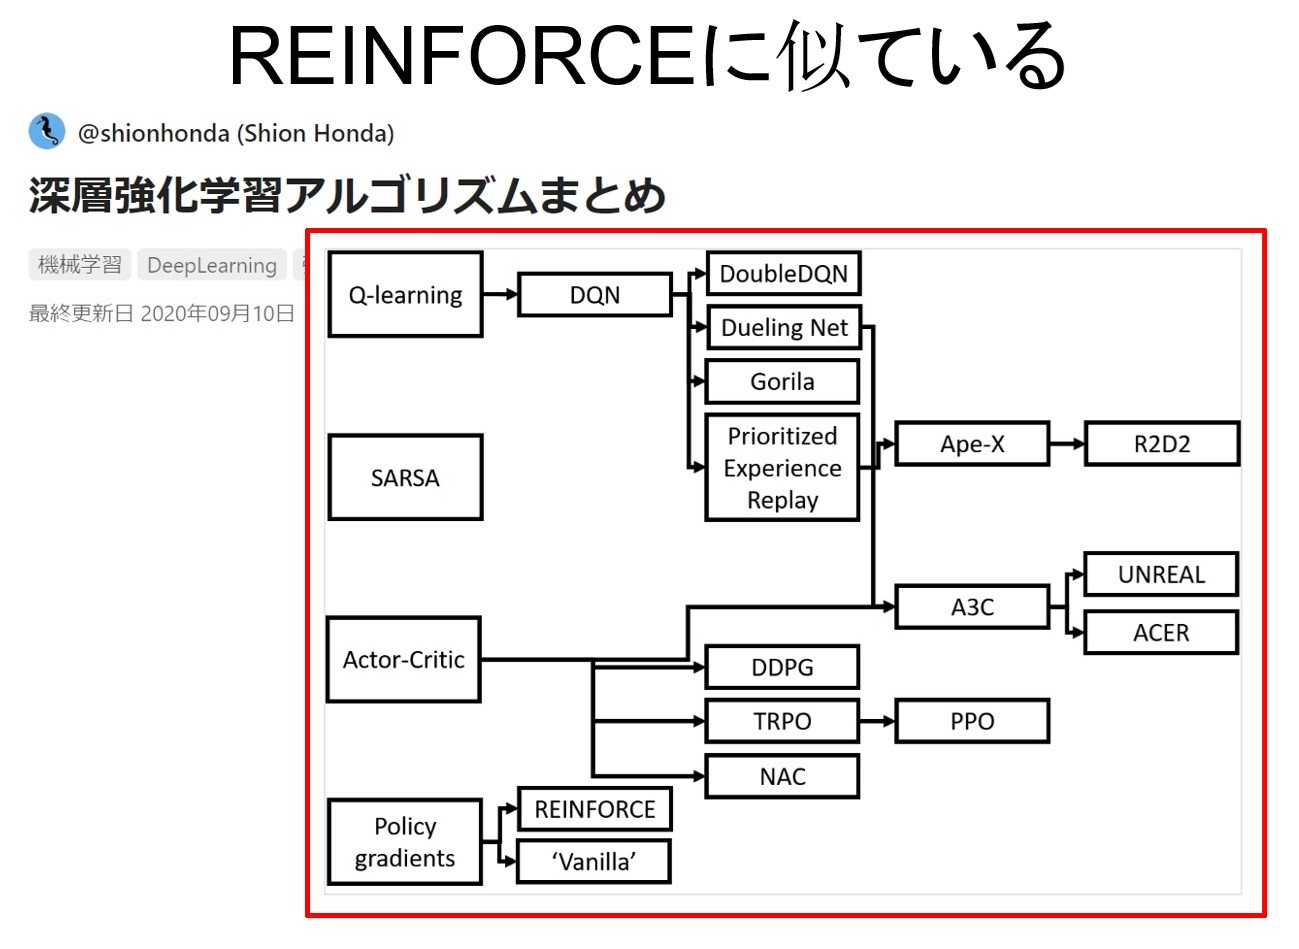 REINFORCEに似ている
@shionhonda (Shion Honda)
深層強化学習アルゴリズムまとめ
機械学習 DeepLearning
最終更新日 2020年09月10日
Q-learning
DQN
DoubleDQN
Dueling Net
Gorila
Prioritized
Experience
Replay
Ape-X
R2D2
SARSA
UNREAL
A3C
ACER
Actor-Critic
DDPG
TRPO
PPO
NAC
Policy
gradients
REINFORCE
‘Vanilla’